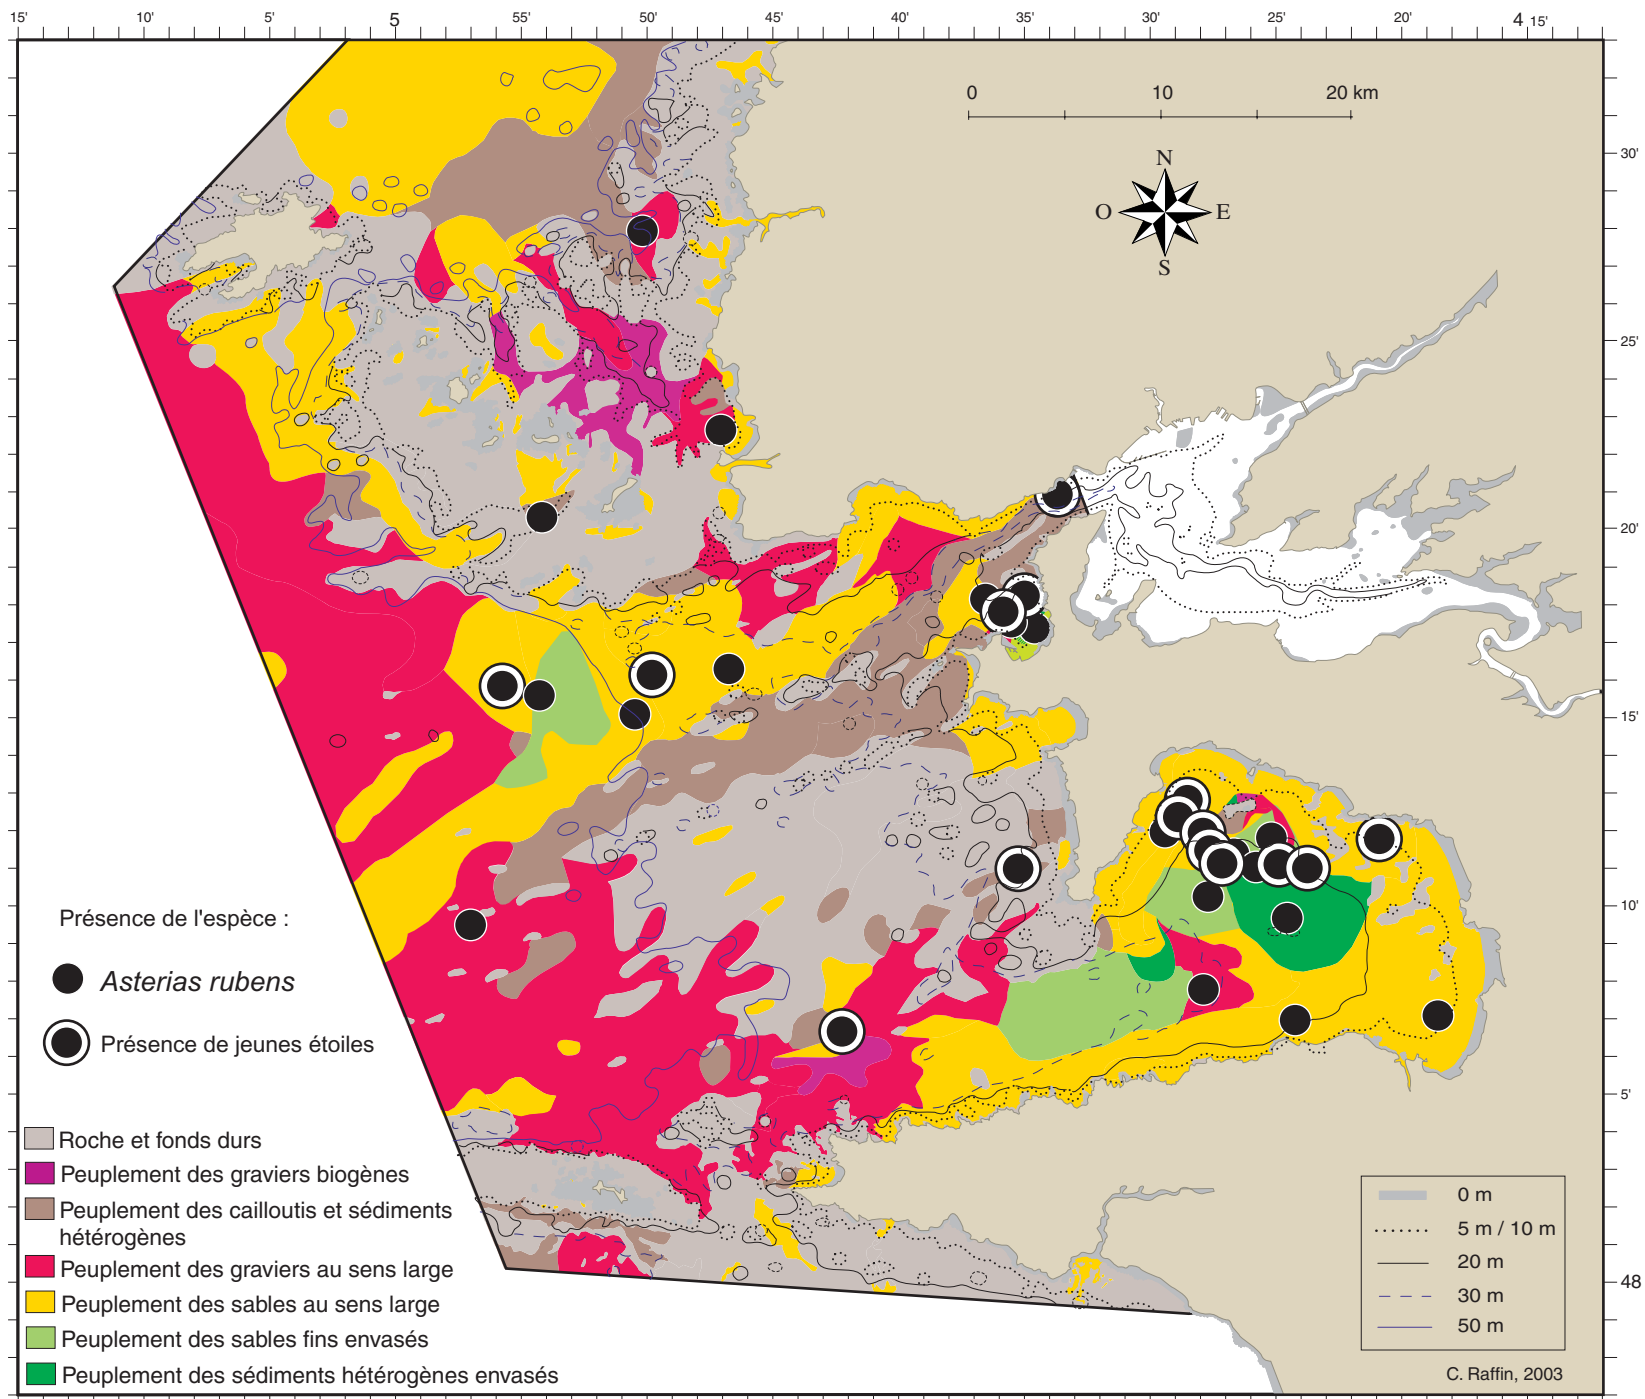 15' 10' 5' 5 55' 50' 45' 40' 35' 30' 25' 20' 4 15'
0 10 20 km
N
O E
S
30'
25'
20'
15'
10'
5'
48
Présence de l'espèce :
Asterias rubens
Présence de jeunes étoiles
Roche et fonds durs
Peuplement des graviers biogènes
Peuplement des cailloutis et sédiments
hétérogènes
Peuplement des graviers au sens large
Peuplement des sables au sens large
Peuplement des sables fins envasés
Peuplement des sédiments hétérogènes envasés
0 m
5 m / 10 m
20 m
30 m
50 m
C. Raffin, 2003